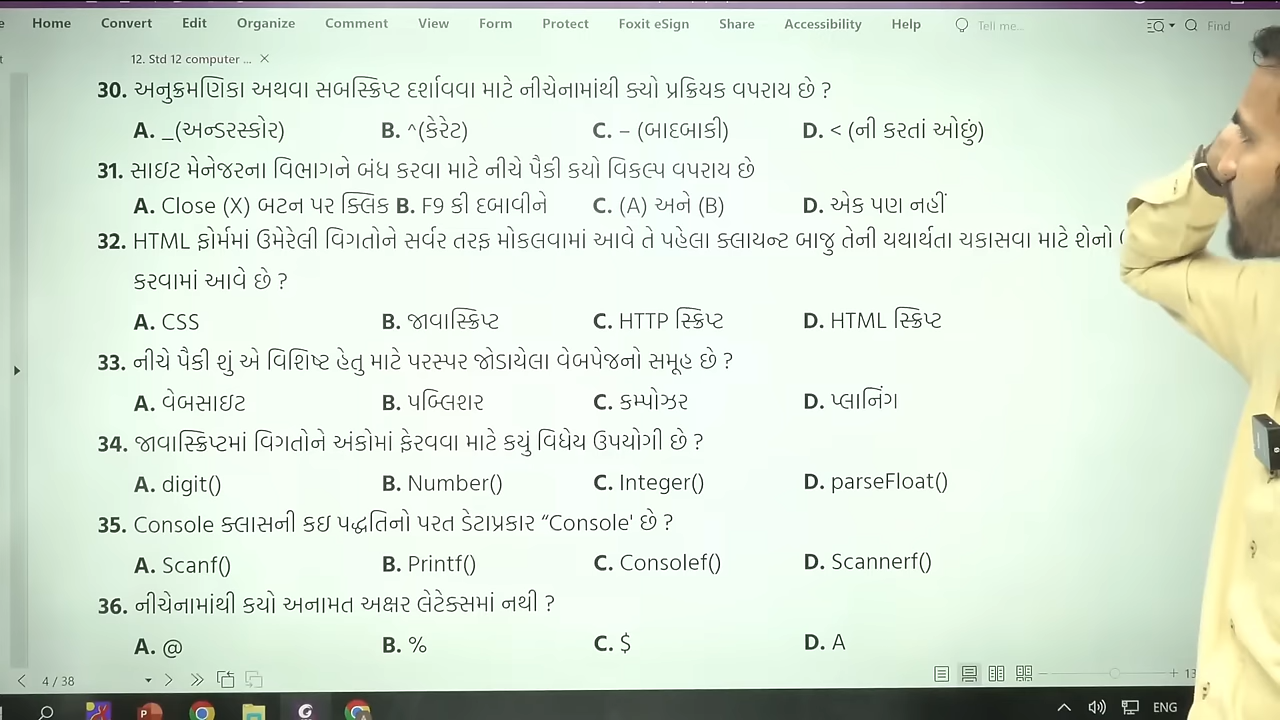 Home Convert Edit Organize Comment View Form Protect Foxit eSign Share Accessibility Help Tell me... Find
12. Std 12 computer ... ×
30. અનુક્રમણિકા અથવા સબસ્ક્રિપ્ટ દર્શાવવા માટે નીચેનામાંથી ક્યો પ્રક્રિયક વપરાય છે ?
A. _(અન્ડરસ્કોર) B. ^(કેરેટ) C. – (બાદબાકી) D. < (ની કરતાં ઓછું)
31. સાઇટ મેનેજરના વિભાગને બંધ કરવા માટે નીચે પૈકી કયો વિકલ્પ વપરાય છે
A. Close (X) બટન પર ક્લિક B. F9 કી દબાવીને C. (A) અને (B) D. એક પણ નહીં
32. HTML ફોર્મમાં ઉમેરેલી વિગતોને સર્વર તરફ મોકલવામાં આવે તે પહેલા ક્લાયન્ટ બાજુ તેની યથાર્થતા ચકાસવા માટે શેનો
કરવામાં આવે છે ?
A. CSS B. જાવાસ્ક્રિપ્ટ C. HTTP સ્ક્રિપ્ટ D. HTML સ્ક્રિપ્ટ
33. નીચે પૈકી શું એ વિશિષ્ટ હેતુ માટે પરસ્પર જોડાયેલા વેબપેજનો સમૂહ છે ?
A. વેબસાઇટ B. પબ્લિશર C. કમ્પોઝર D. પ્લાનિંગ
34. જાવાસ્ક્રિપ્ટમાં વિગતોને અંકોમાં ફેરવવા માટે કયું વિધેય ઉપયોગી છે ?
A. digit() B. Number() C. Integer() D. parseFloat()
35. Console ક્લાસની કઇ પદ્ધતિનો પરત ડેટાપ્રકાર “Console' છે ?
A. Scanf() B. Printf() C. Consolef() D. Scannerf()
36. નીચેનામાંથી કયો અનામત અક્ષર લેટેક્સમાં નથી ?
A. @ B. % C. $ D. A
4 / 38
ENG